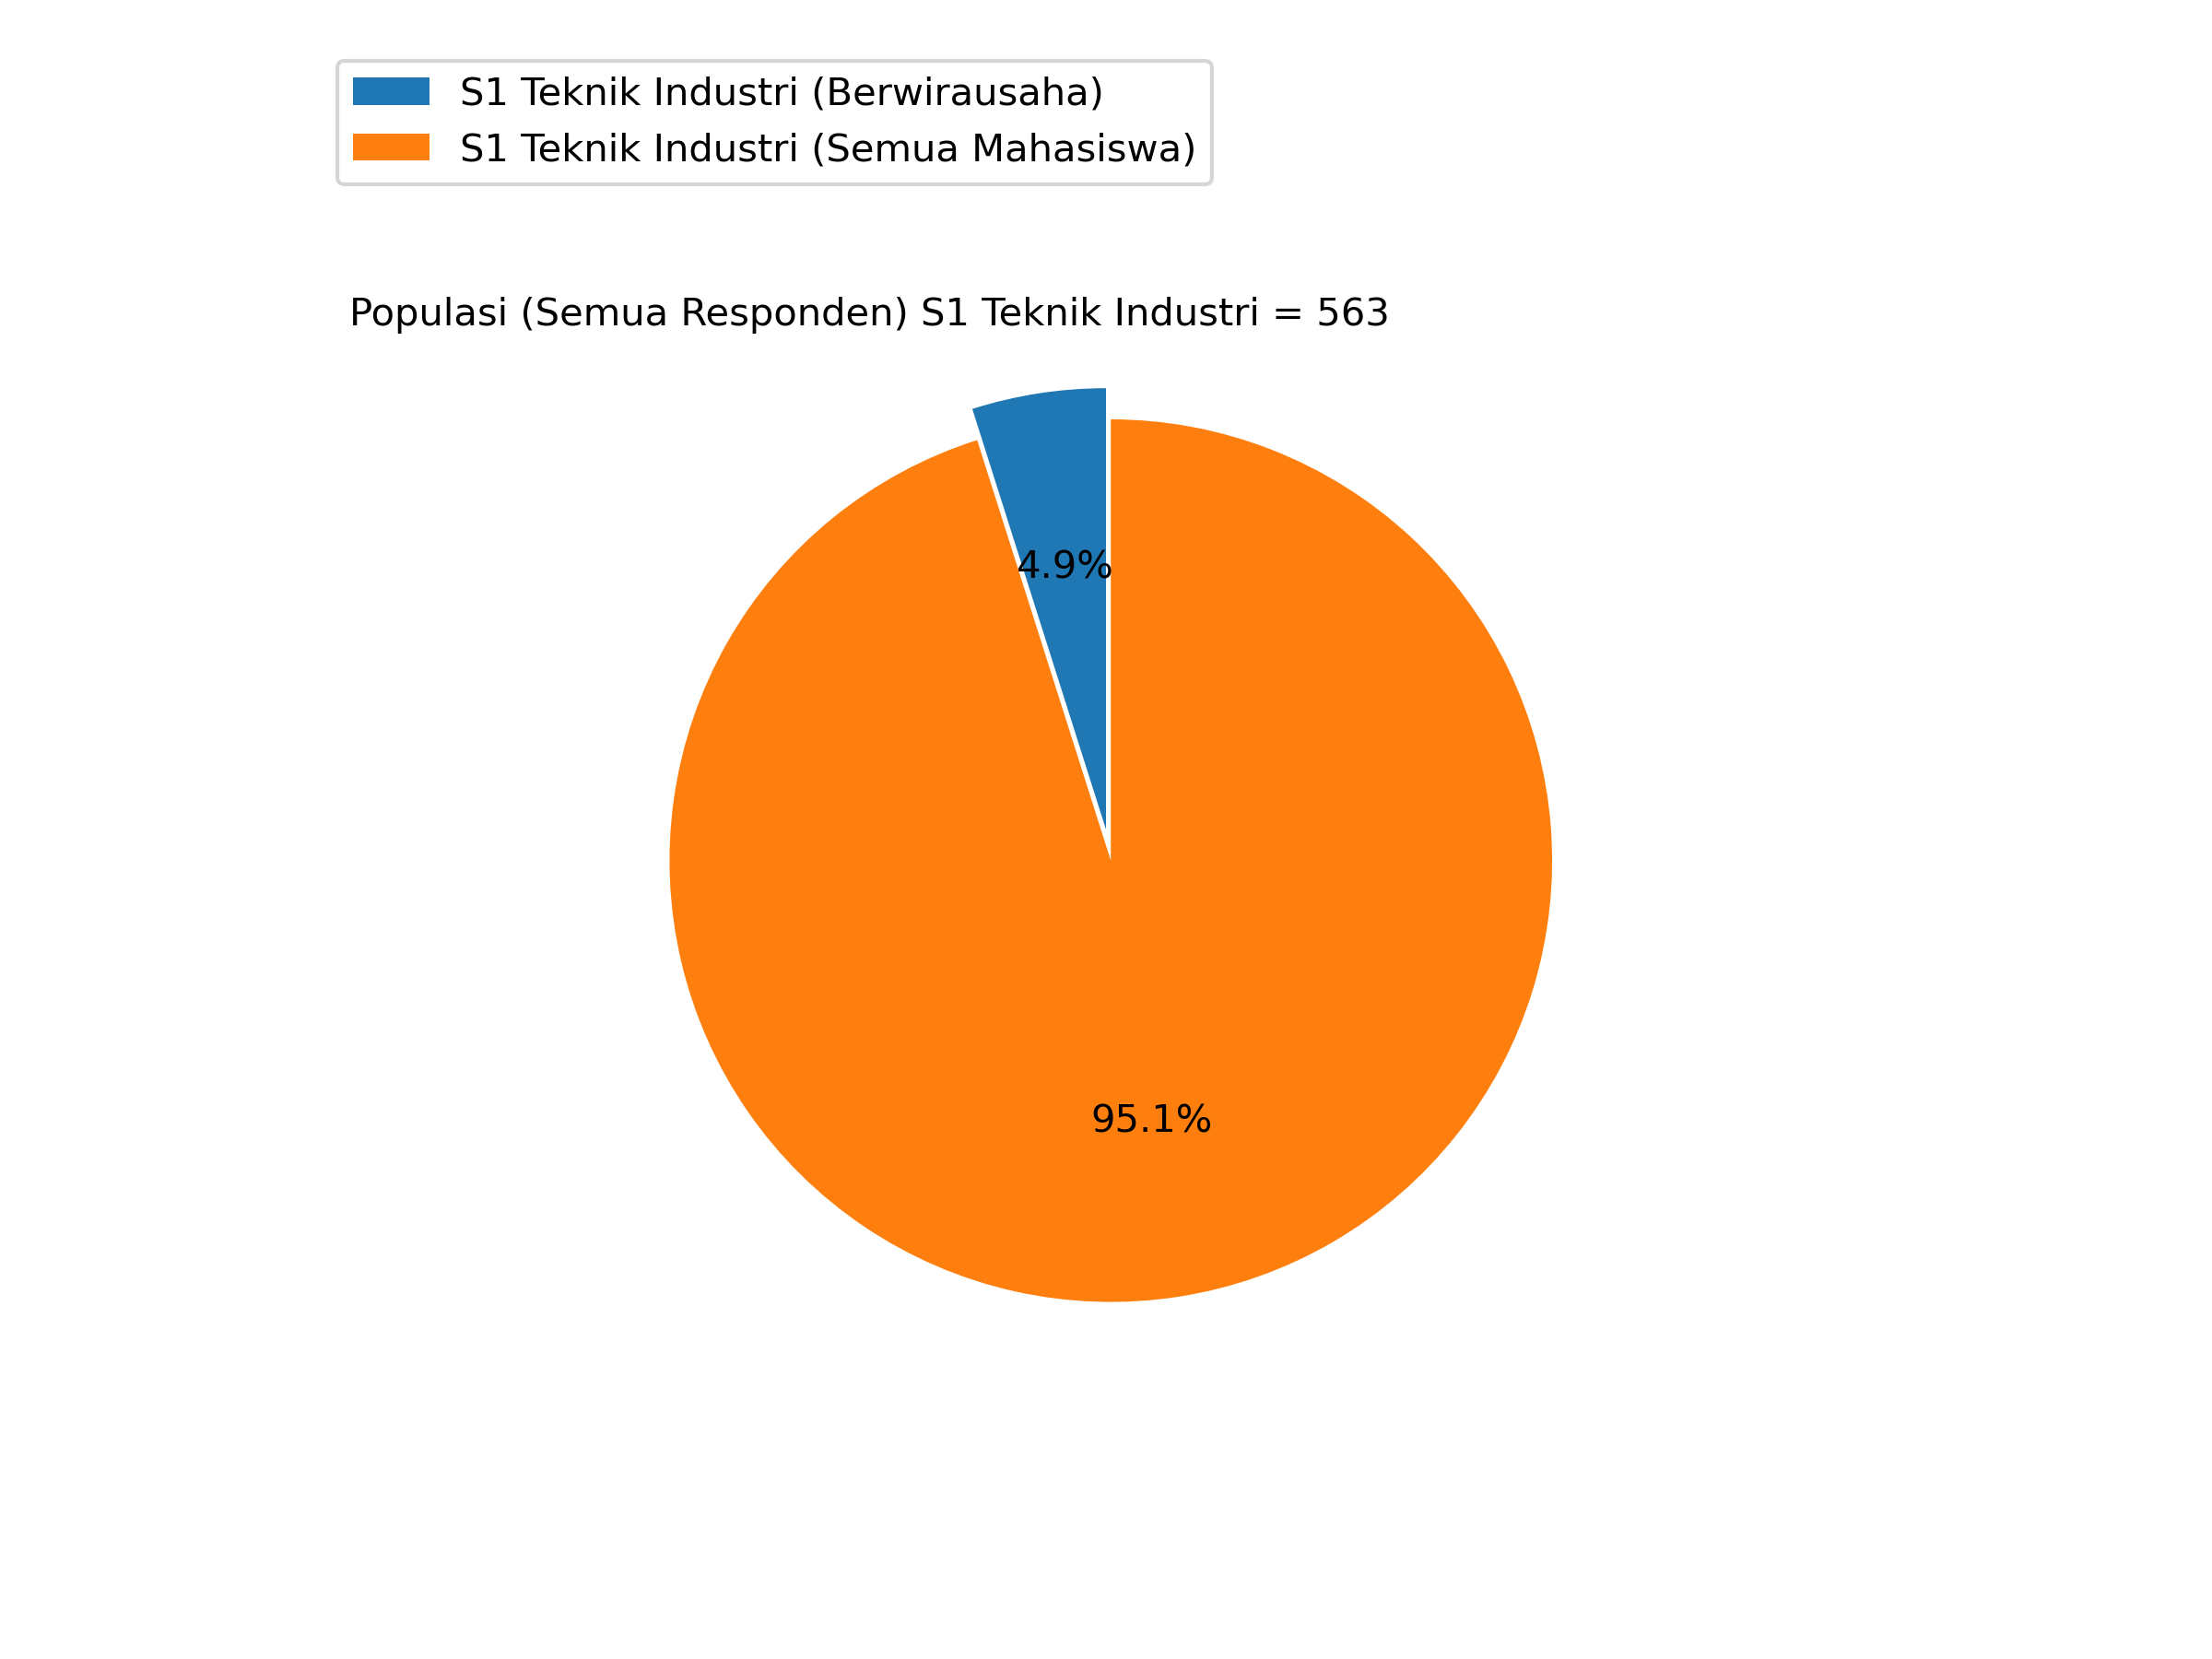 S1 Teknik Industri (Berwirausaha)
S1 Teknik Industri (Semua Mahasiswa)
Populasi (Semua Responden) S1 Teknik Industri = 563
4.9%
95.1%